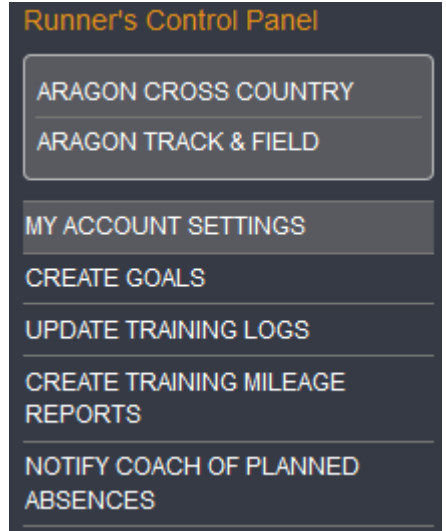 Runner's Control Panel
ARAGON CROSS COUNTRY
ARAGON TRACK & FIELD
MY ACCOUNT SETTINGS
CREATE GOALS
UPDATE TRAINING LOGS
CREATE TRAINING MILEAGE
REPORTS
NOTIFY COACH OF PLANNED
ABSENCES